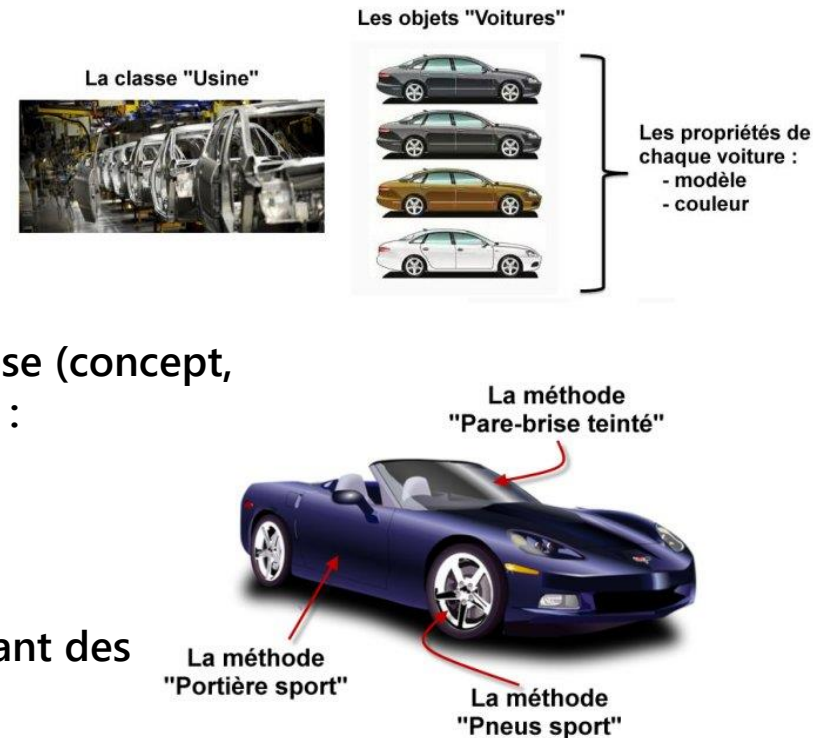 Les objets "Voitures"
La classe "Usine"
Les propriétés de
chaque voiture :
- modèle
- couleur
se (concept,
:
La méthode
"Pare-brise teinté"
ant des
La méthode
"Portière sport"
La méthode
"Pneus sport"